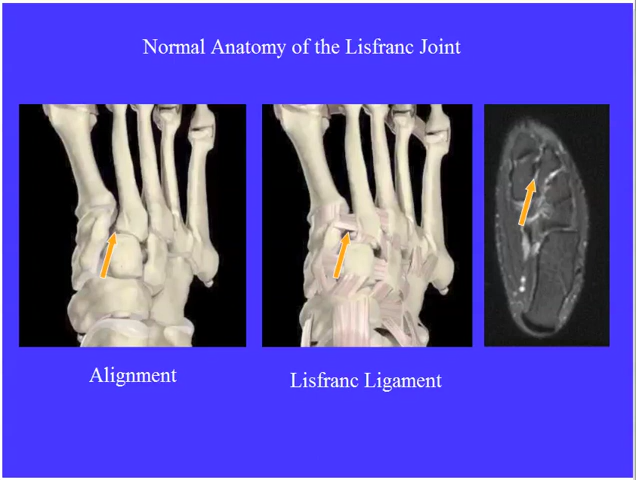 Normal Anatomy of the Lisfranc Joint
Alignment
Lisfranc Ligament